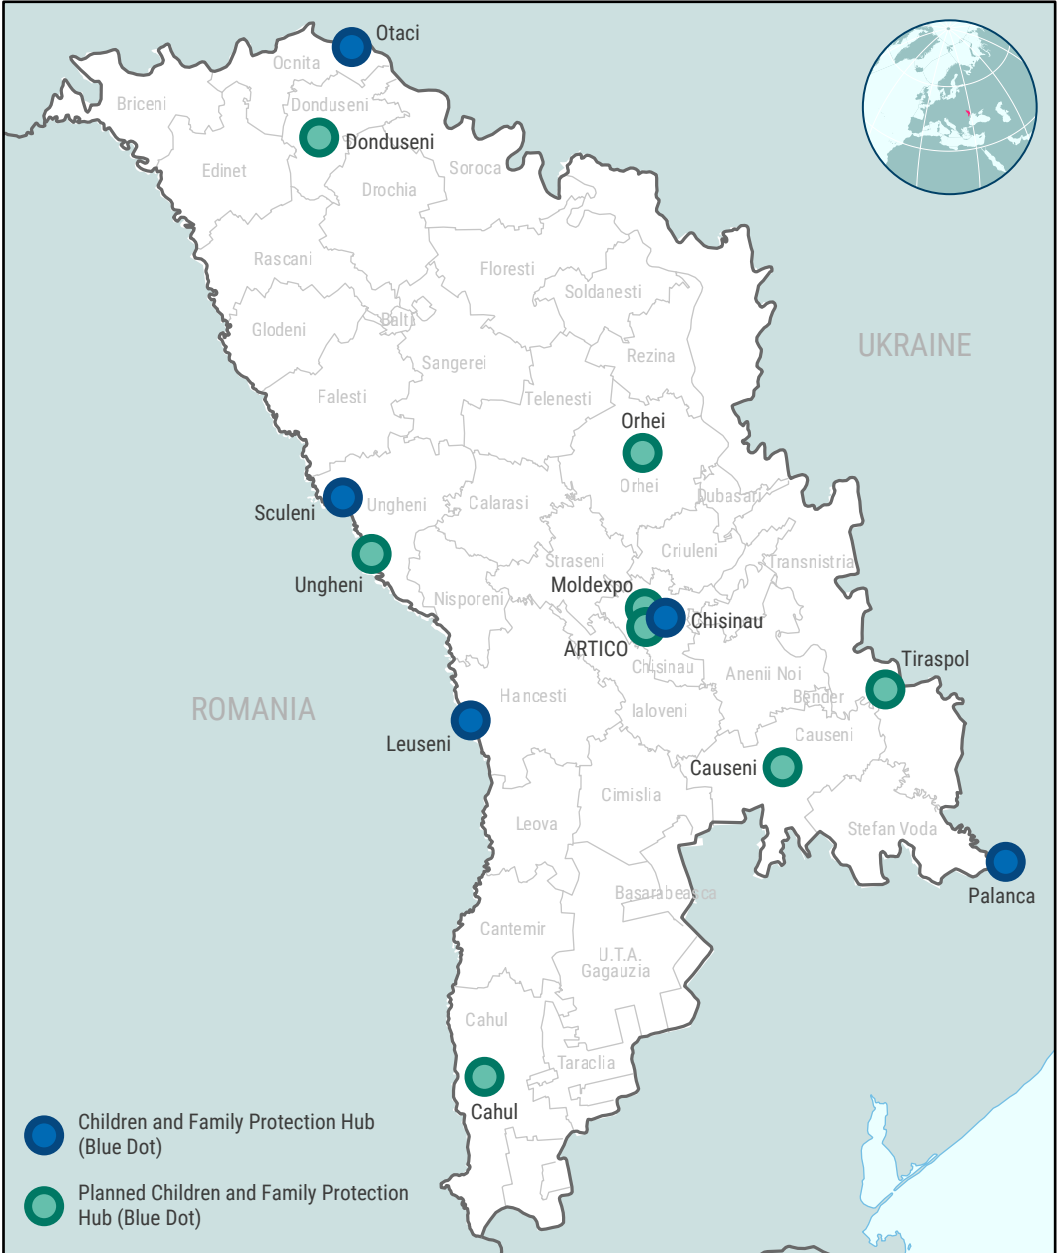 Otaci
Ocnita
Briceni
Donduseni
Donduseni
Soroca
Edinet
Drochia
Rascani
Floresti
Soldanesti
Glodeni
Balti
UKRAINE
Sangerei
Rezina
Falesti
Telenesti
Orhei
Orhei
Dubasari
Sculeni
Ungheni
Calarasi
Criuleni
Straseni
Transnistria
Ungheni
Moldexpo
Nisporeni
Chisinau
ARTICO
Chisinau
Tiraspol
Anenii Noi
Hancesti
Bender
ROMANIA
Ialoveni
Causeni
Leuseni
Causeni
Cimislia
Leova
Stefan Voda
Basarabeasca
Palanca
Cantemir
U.T.A.
Gagauzia
Cahul
Taraclia
Cahul
Children and Family Protection Hub
(Blue Dot)
Planned Children and Family Protection
Hub (Blue Dot)